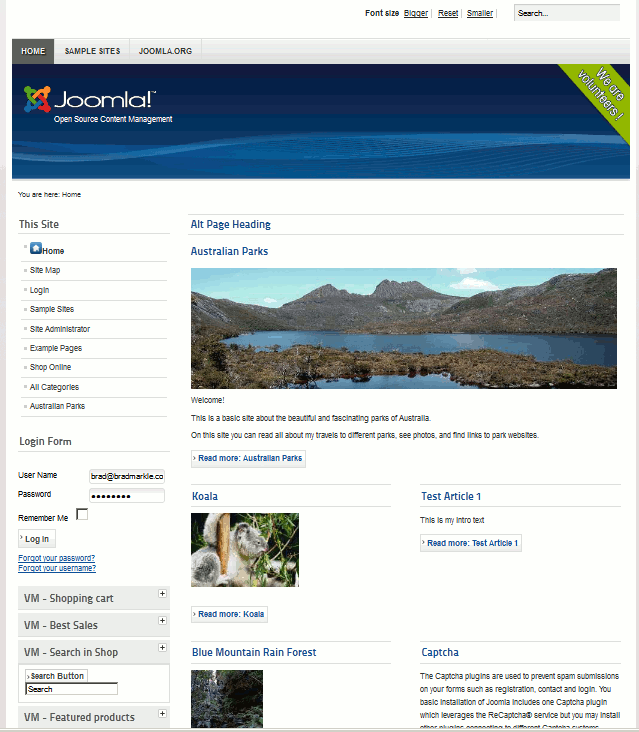 Font size Bigger Reset Smaller Search...
HOME SAMPLE SITES JOOMLA.ORG
We are
volunteers!
Joomla!™
Open Source Content Management
You are here: Home
This Site
Home
Site Map
Login
Sample Sites
Site Administrator
Example Pages
Shop Online
All Categories
Australian Parks
Login Form
User Name brad@bradmarkle.co
Password ••••••••
Remember Me
Log in
Forgot your password?
Forgot your username?
VM - Shopping cart
VM - Best Sales
VM - Search in Shop
Search Button
Search
VM - Featured products
Alt Page Heading
Australian Parks
Welcome!
This is a basic site about the beautiful and fascinating parks of Australia.
On this site you can read all about my travels to different parks, see photos, and find links to park websites.
Read more: Australian Parks
Koala
Read more: Koala
Test Article 1
This is my intro text
Read more: Test Article 1
Blue Mountain Rain Forest
Captcha
The Captcha plugins are used to prevent spam submissions
on your forms such as registration, contact and login. You
basic installation of Joomla includes one Captcha plugin
which leverages the ReCaptcha® service but you may install
other plugins connecting to different Captcha systems.